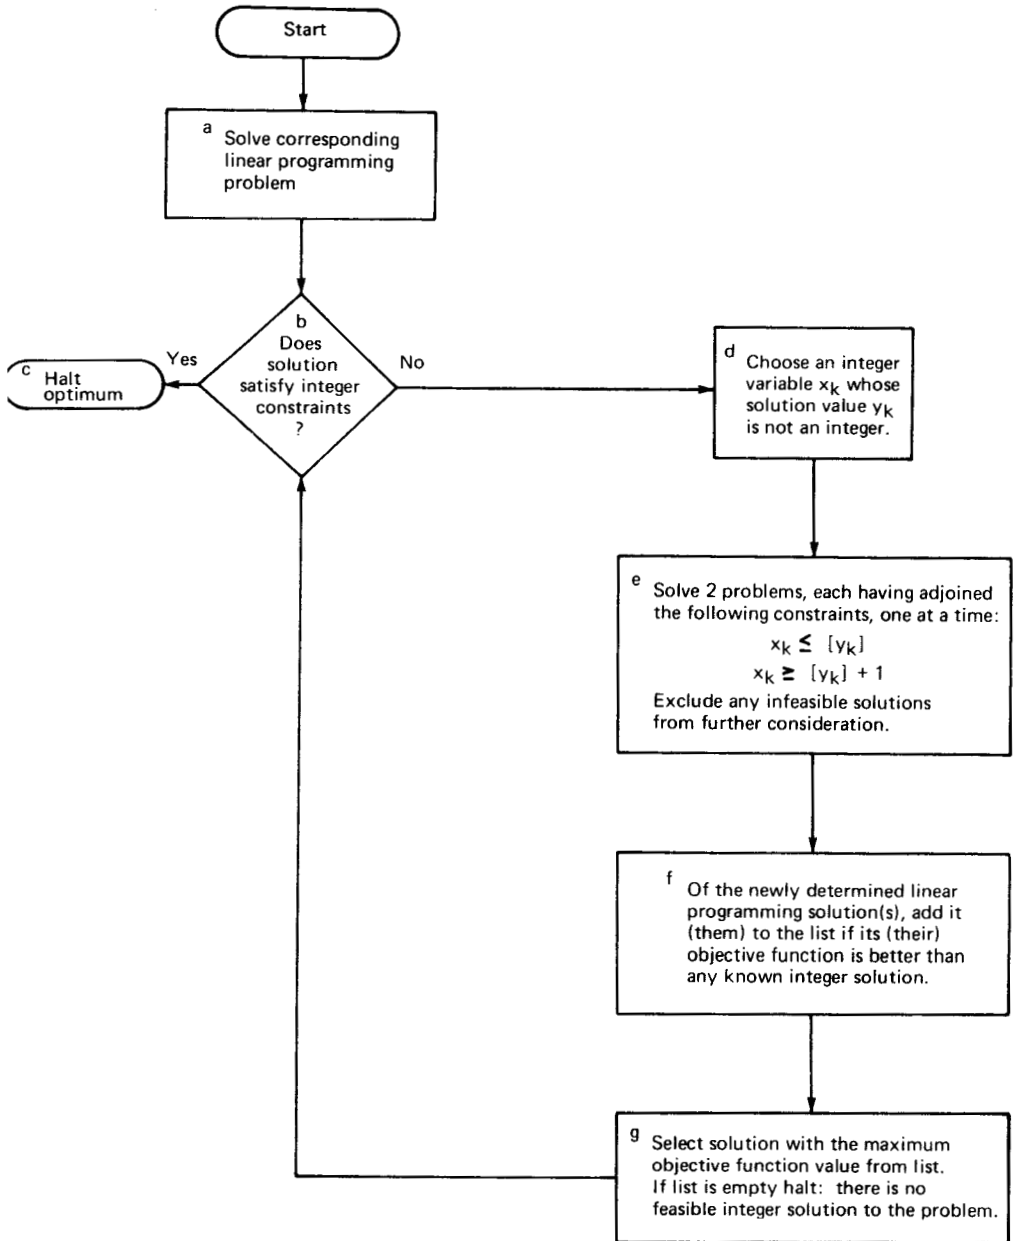 Start
a
Solve corresponding
linear programming
problem
b
Does
solution
satisfy integer
constraints
?
Yes
No
c
Halt
optimum
d
Choose an integer
variable xk whose
solution value yk
is not an integer.
e
Solve 2 problems, each having adjoined
the following constraints, one at a time:
xk ≤ [yk]
xk ≥ [yk] + 1
Exclude any infeasible solutions
from further consideration.
f
Of the newly determined linear
programming solution(s), add it
(them) to the list if its (their)
objective function is better than
any known integer solution.
g
Select solution with the maximum
objective function value from list.
If list is empty halt: there is no
feasible integer solution to the problem.